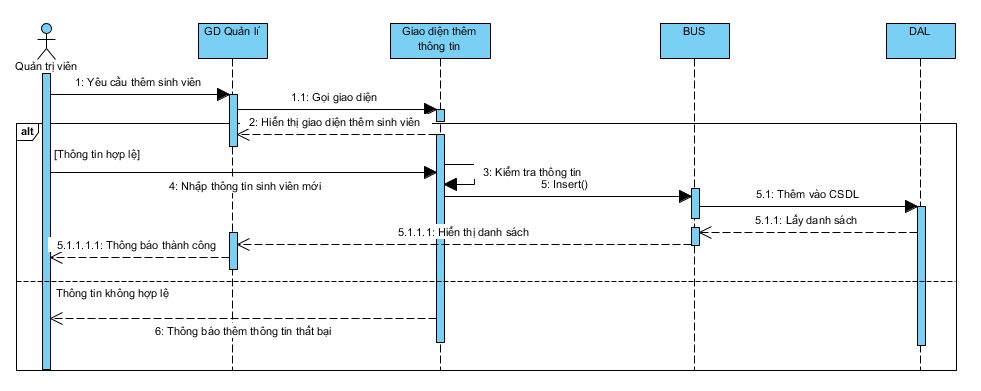 Quản trị viên
GD Quản lí
Giao diện thêm
thông tin
BUS
DAL
1: Yêu cầu thêm sinh viên
1.1: Gọi giao diện
2: Hiển thị giao diện thêm sinh viên
alt
[Thông tin hợp lệ]
3: Kiểm tra thông tin
4: Nhập thông tin sinh viên mới
5: Insert()
5.1: Thêm vào CSDL
5.1.1: Lấy danh sách
5.1.1.1: Hiển thị danh sách
5.1.1.1.1: Thông báo thành công
Thông tin không hợp lệ
6: Thông báo thêm thông tin thất bại